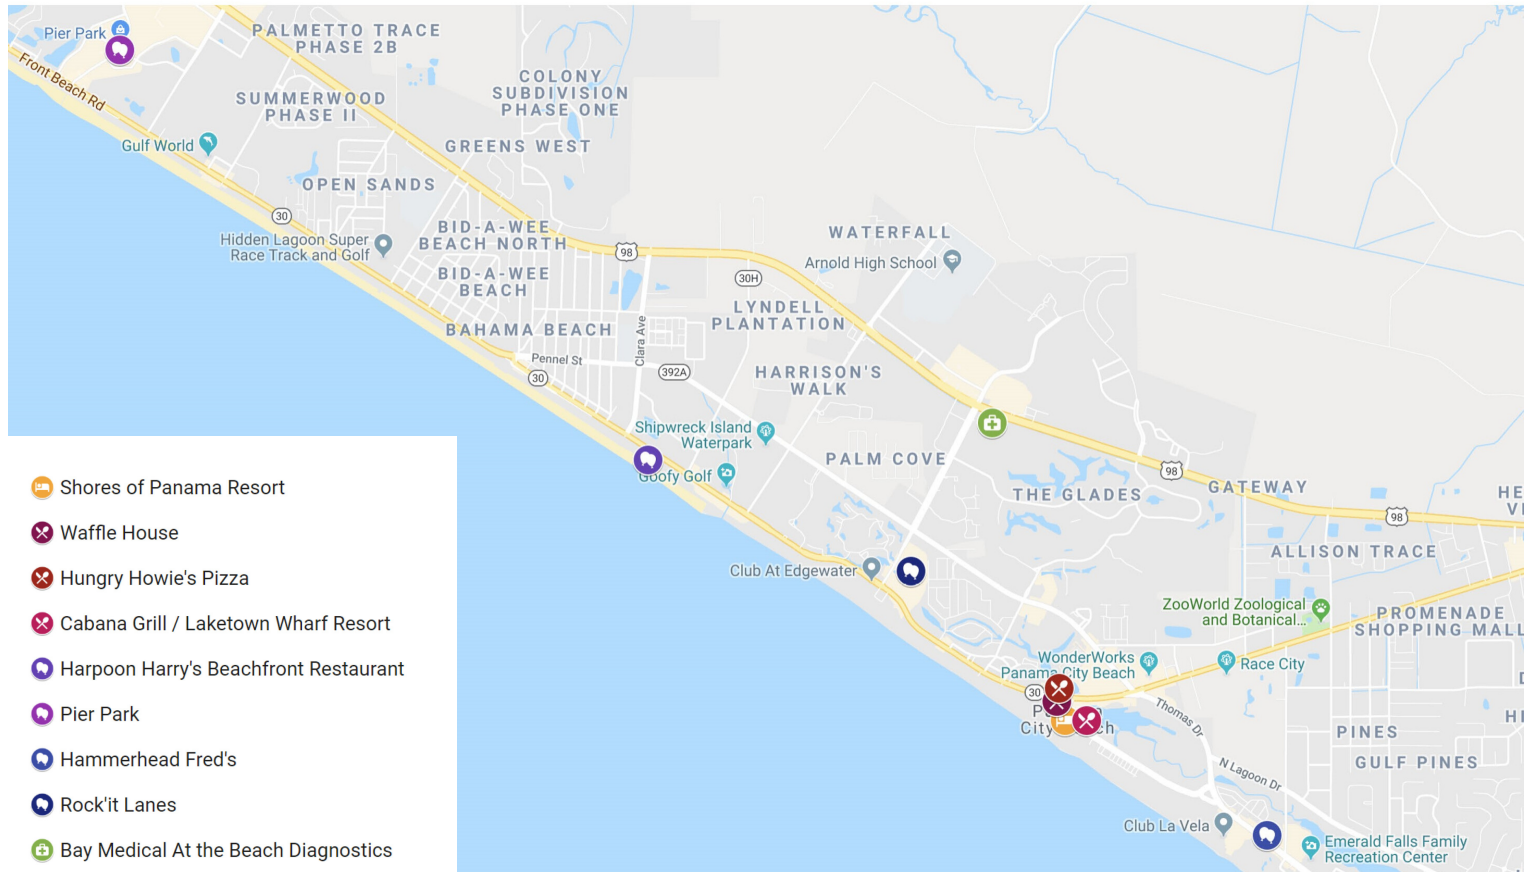 Pier Park
Front Beach Rd
PALMETTO TRACE
PHASE 2B
COLONY
SUBDIVISION
PHASE ONE
SUMMERWOOD
PHASE II
Gulf World
GREENS WEST
OPEN SANDS
30
Hidden Lagoon Super
Race Track and Golf
BID-A-WEE
BEACH NORTH
BID-A-WEE
BEACH
98
WATERFALL
Arnold High School
30H
LYNDELL
PLANTATION
BAHAMA BEACH
Clara Ave
Pennel St
30
392A
HARRISON'S
WALK
Shipwreck Island
Waterpark
Goofy Golf
PALM COVE
THE GLADES
98
GATEWAY
98
HE
VI
ALLISON TRACE
Club At Edgewater
ZooWorld Zoological
and Botanical...
PROMENADE
SHOPPING MALL
WonderWorks
Panama City Beach
Race City
30
City
ch
Thomas Dr
PINES
GULF PINES
N Lagoon Dr
Club La Vela
Emerald Falls Family
Recreation Center
Shores of Panama Resort
Waffle House
Hungry Howie's Pizza
Cabana Grill / Laketown Wharf Resort
Harpoon Harry's Beachfront Restaurant
Pier Park
Hammerhead Fred's
Rock'it Lanes
Bay Medical At the Beach Diagnostics